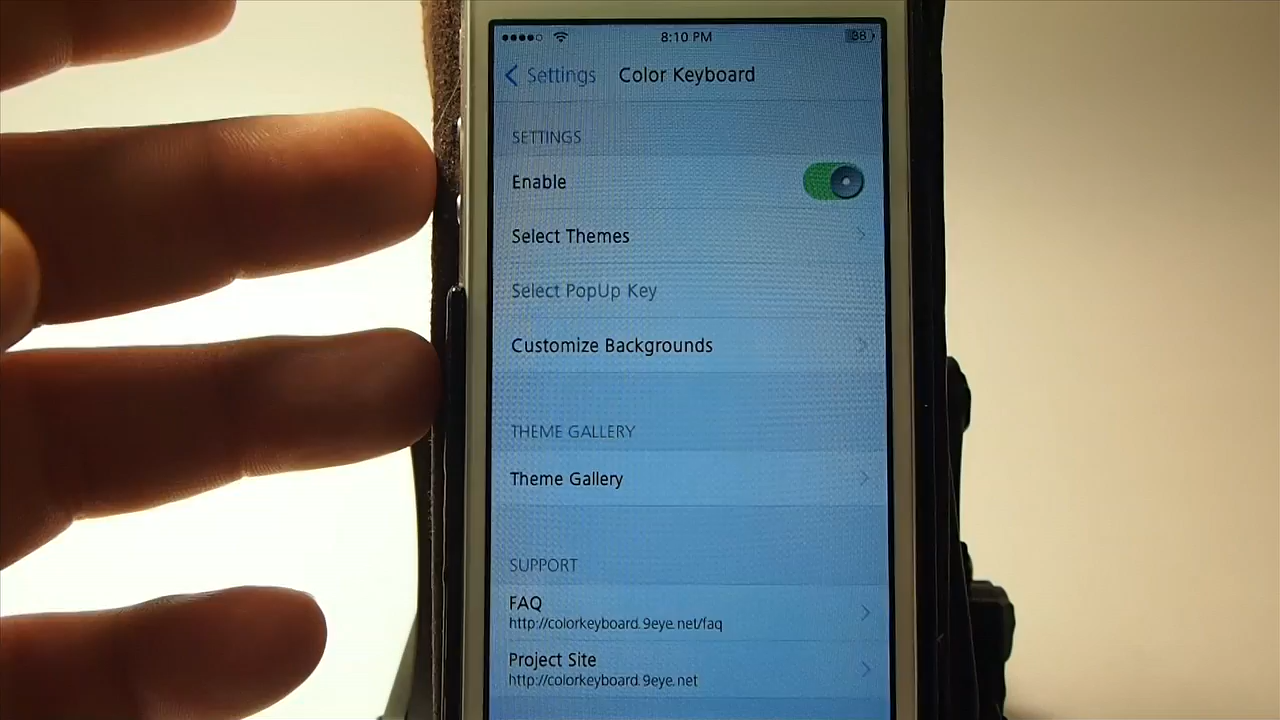 8:10 PM 38
Settings Color Keyboard
SETTINGS
Enable
Select Themes
Select PopUp Key
Customize Backgrounds
THEME GALLERY
Theme Gallery
SUPPORT
FAQ
http://colorkeyboard.9eye.net/faq
Project Site
http://colorkeyboard.9eye.net